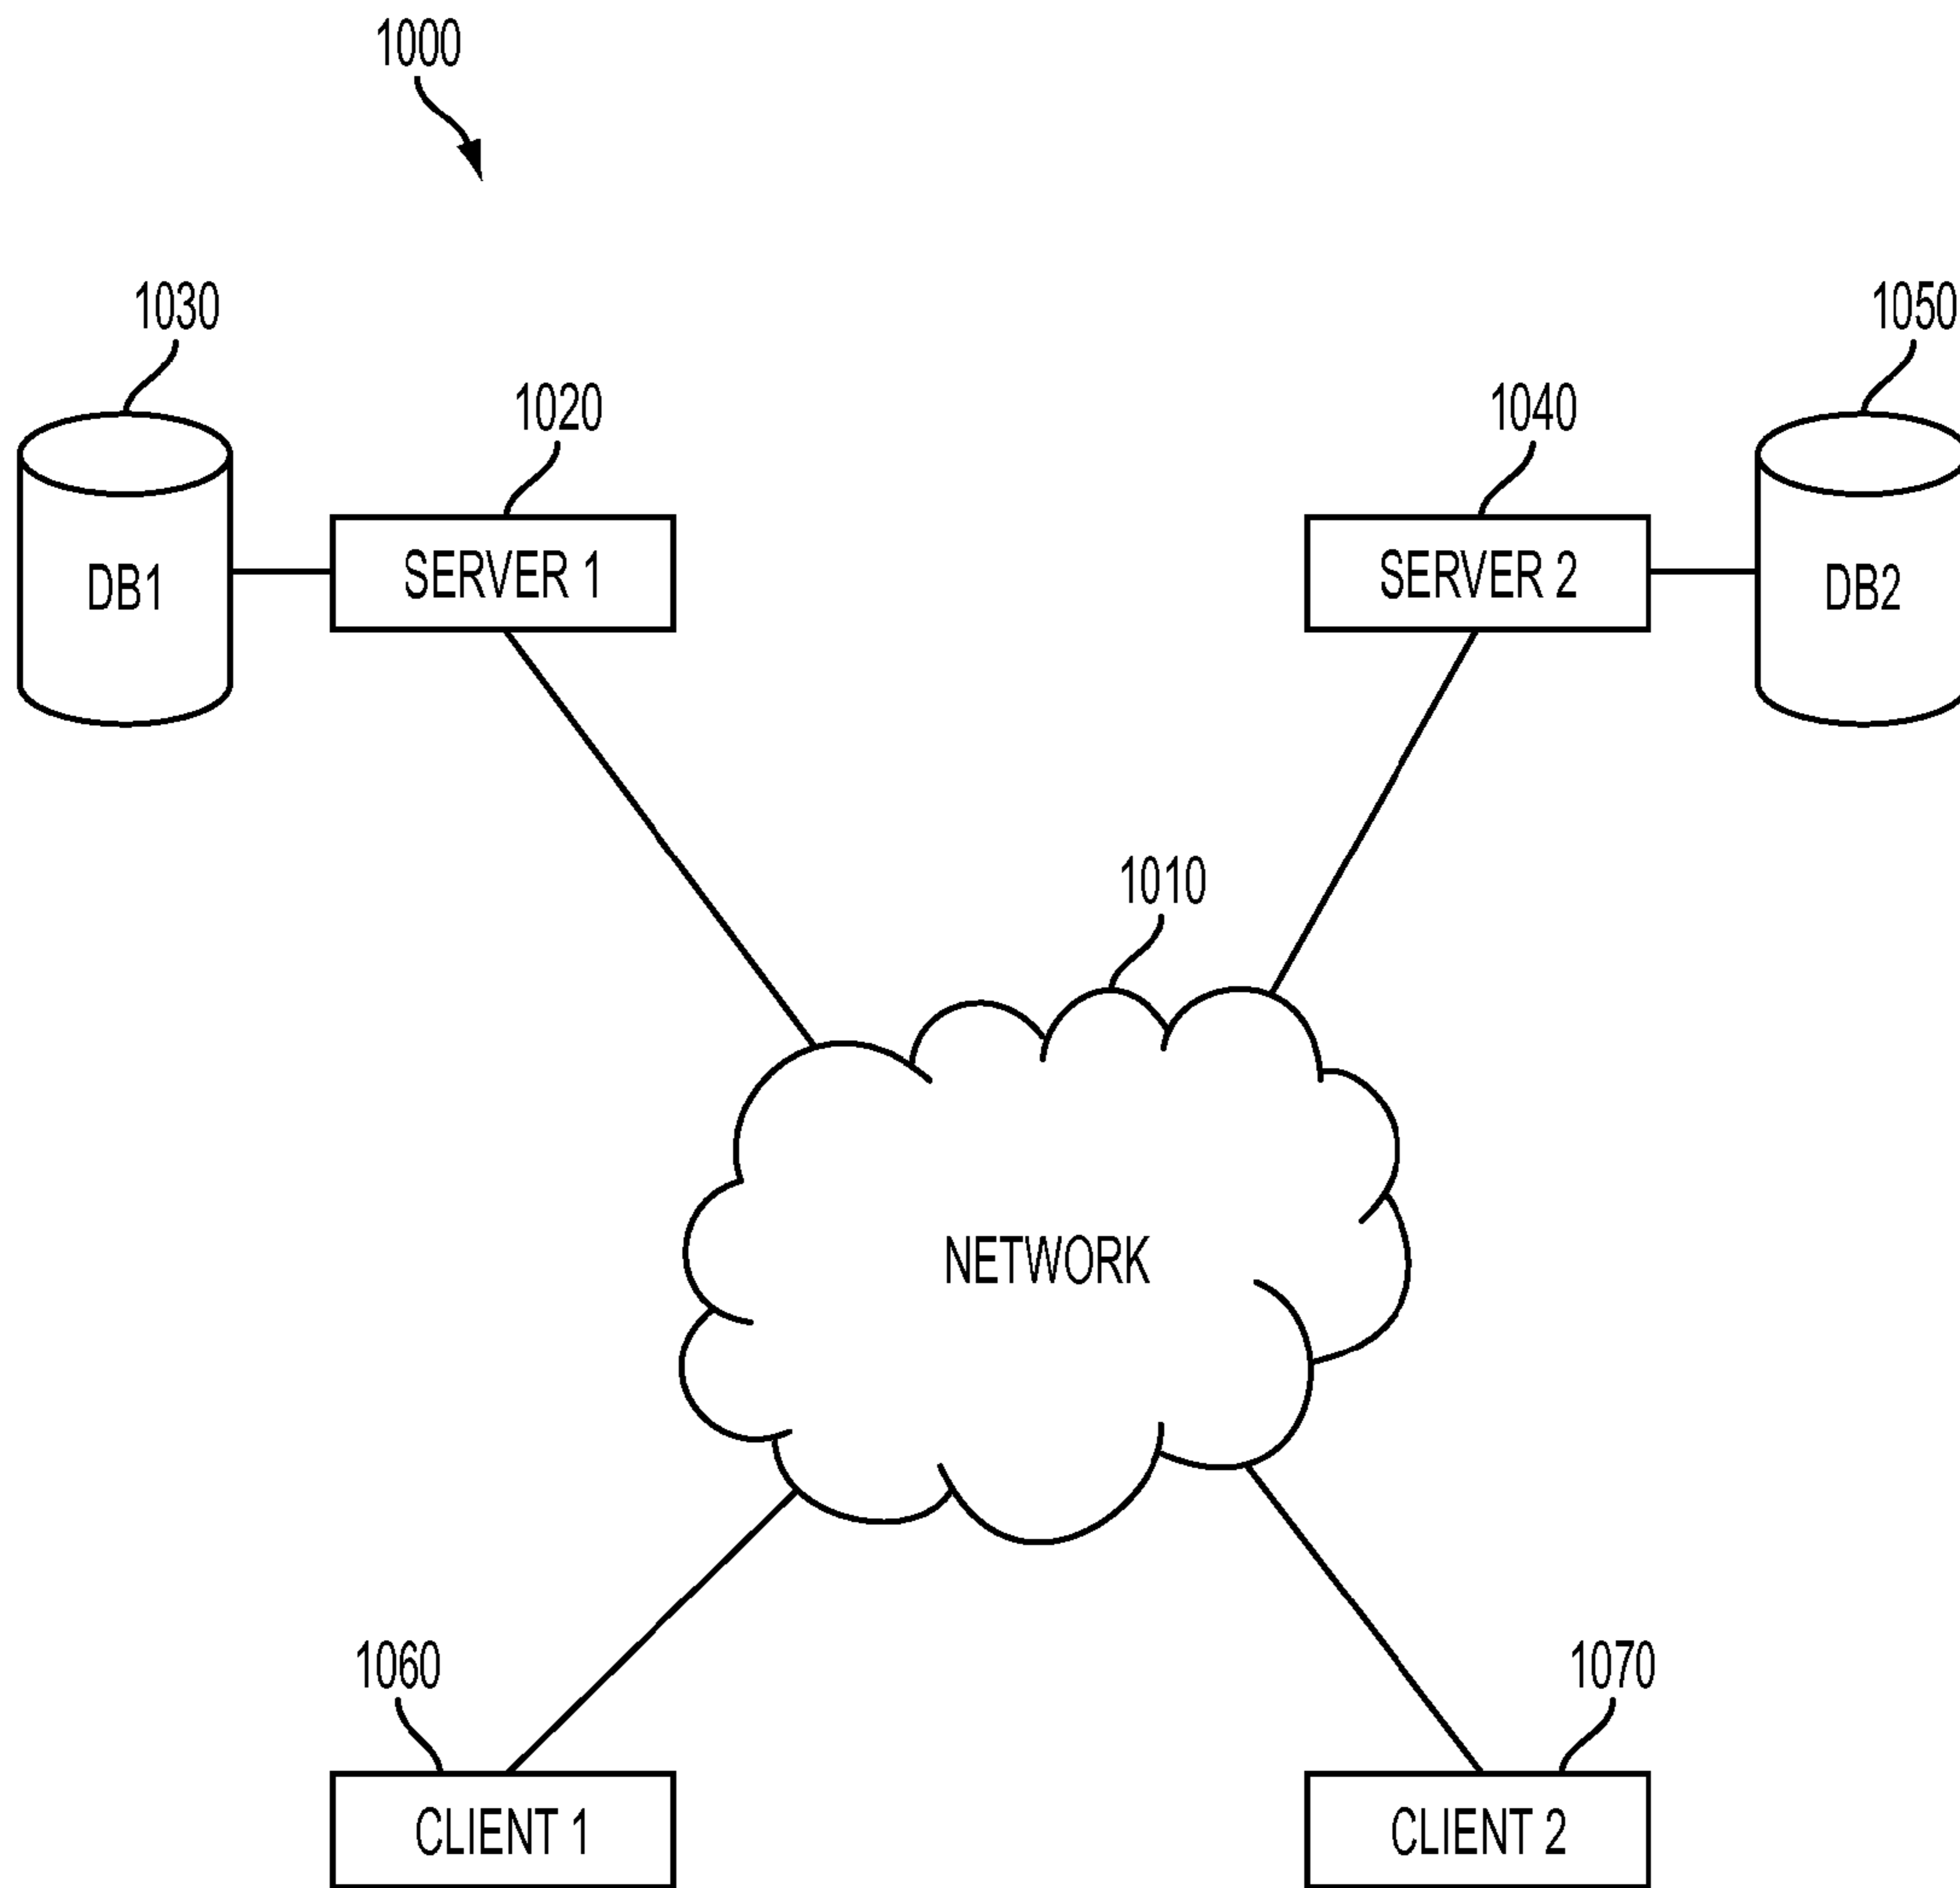 1000
1030
1050
1020
1040
SERVER 1
SERVER 2
DB1
DB2
1010
NETWORK
1060
1070
CLIENT 1
CLIENT 2